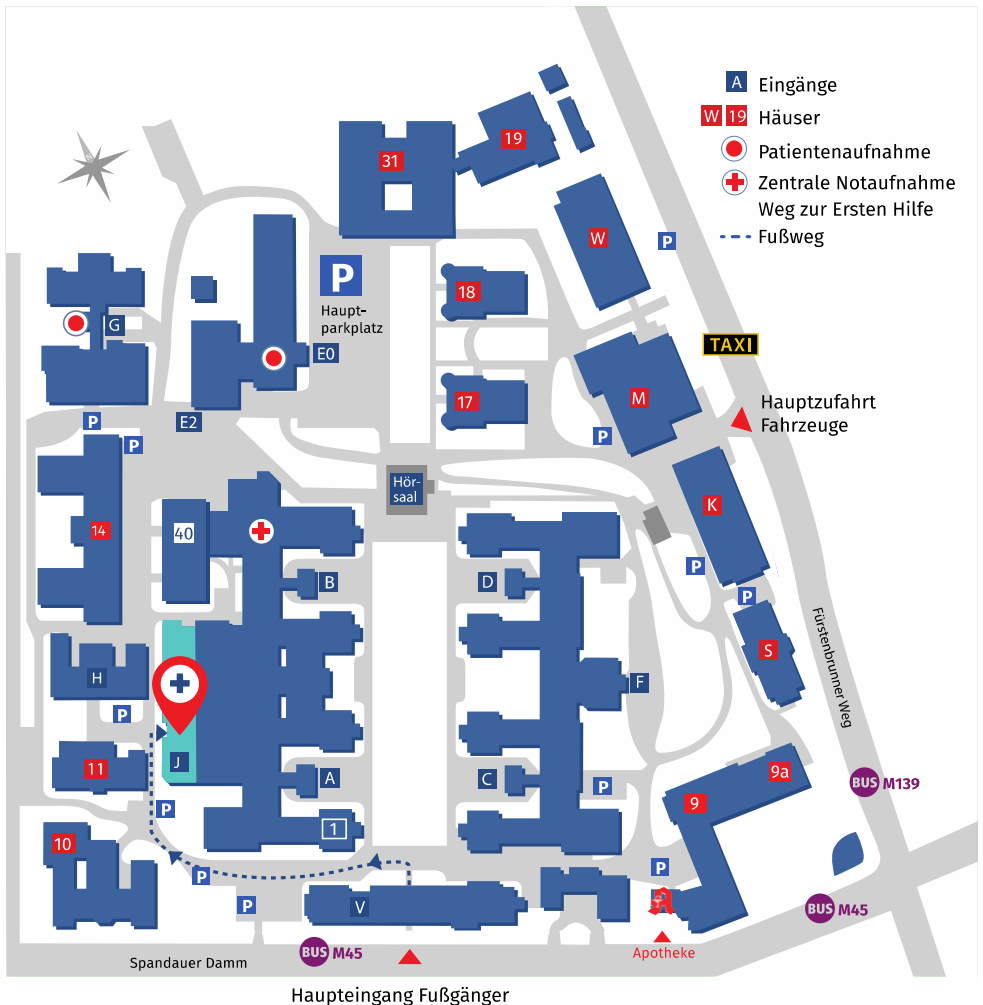 A Eingänge
W 19 Häuser
Patientenaufnahme
Zentrale Notaufnahme
Weg zur Ersten Hilfe
Fußweg
19
31
W
P
P
18
Haupt-
parkplatz
G
E0
TAXI
17
M
Hauptzufahrt
Fahrzeuge
P
E2
P
P
Hör-
saal
K
14
40
P
B
D
P
Fürstenbrunner Weg
S
H
F
P
J
11
A
C
9a
P
BUS M139
9
P
1
10
P
P
P
V
A
BUS M45
BUS M45
Apotheke
Spandauer Damm
Haupteingang Fußgänger